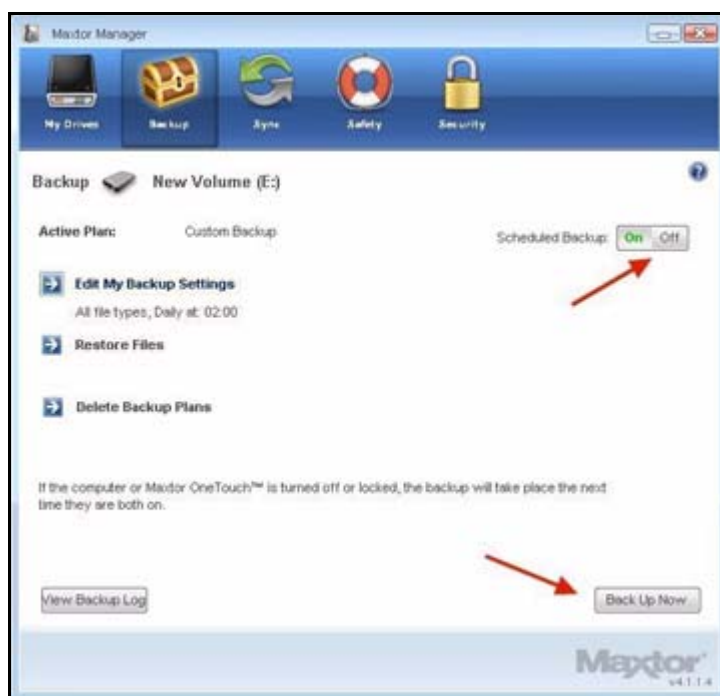 Maxtor Manager
My Drives Backup Sync Safety Security
Backup New Volume (E:)
Active Plan: Custom Backup Scheduled Backup: On Off
Edit My Backup Settings
All file types, Daily at: 02:00
Restore Files
Delete Backup Plans
If the computer or Maxtor OneTouch™ is turned off or locked, the backup will take place the next
time they are both on.
View Backup Log Back Up Now
Maxtor
v4.1.1.4